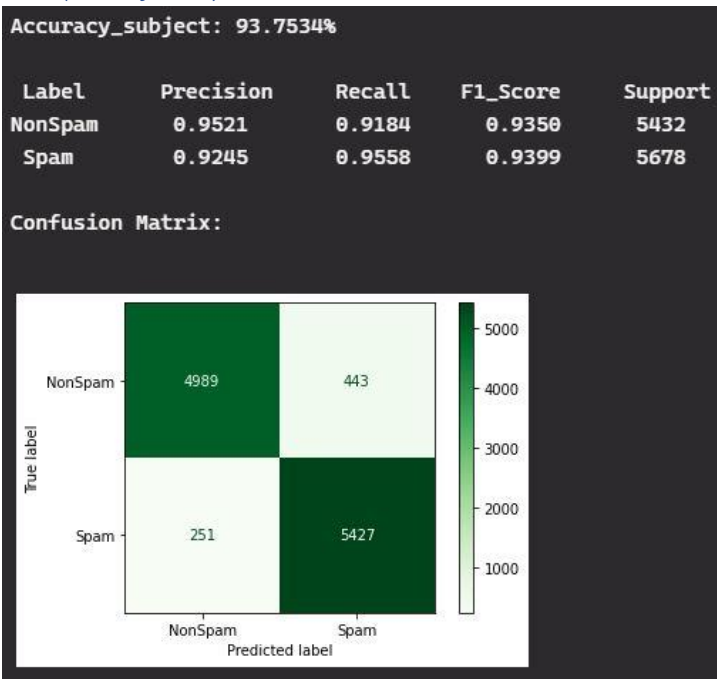 Accuracy_subject: 93.7534%
Label Precision Recall F1_Score Support
NonSpam 0.9521 0.9184 0.9350 5432
Spam 0.9245 0.9558 0.9399 5678
Confusion Matrix:
5000
NonSpam 4989 443
4000
3000
True label
2000
Spam 251 5427
1000
NonSpam Spam
Predicted label